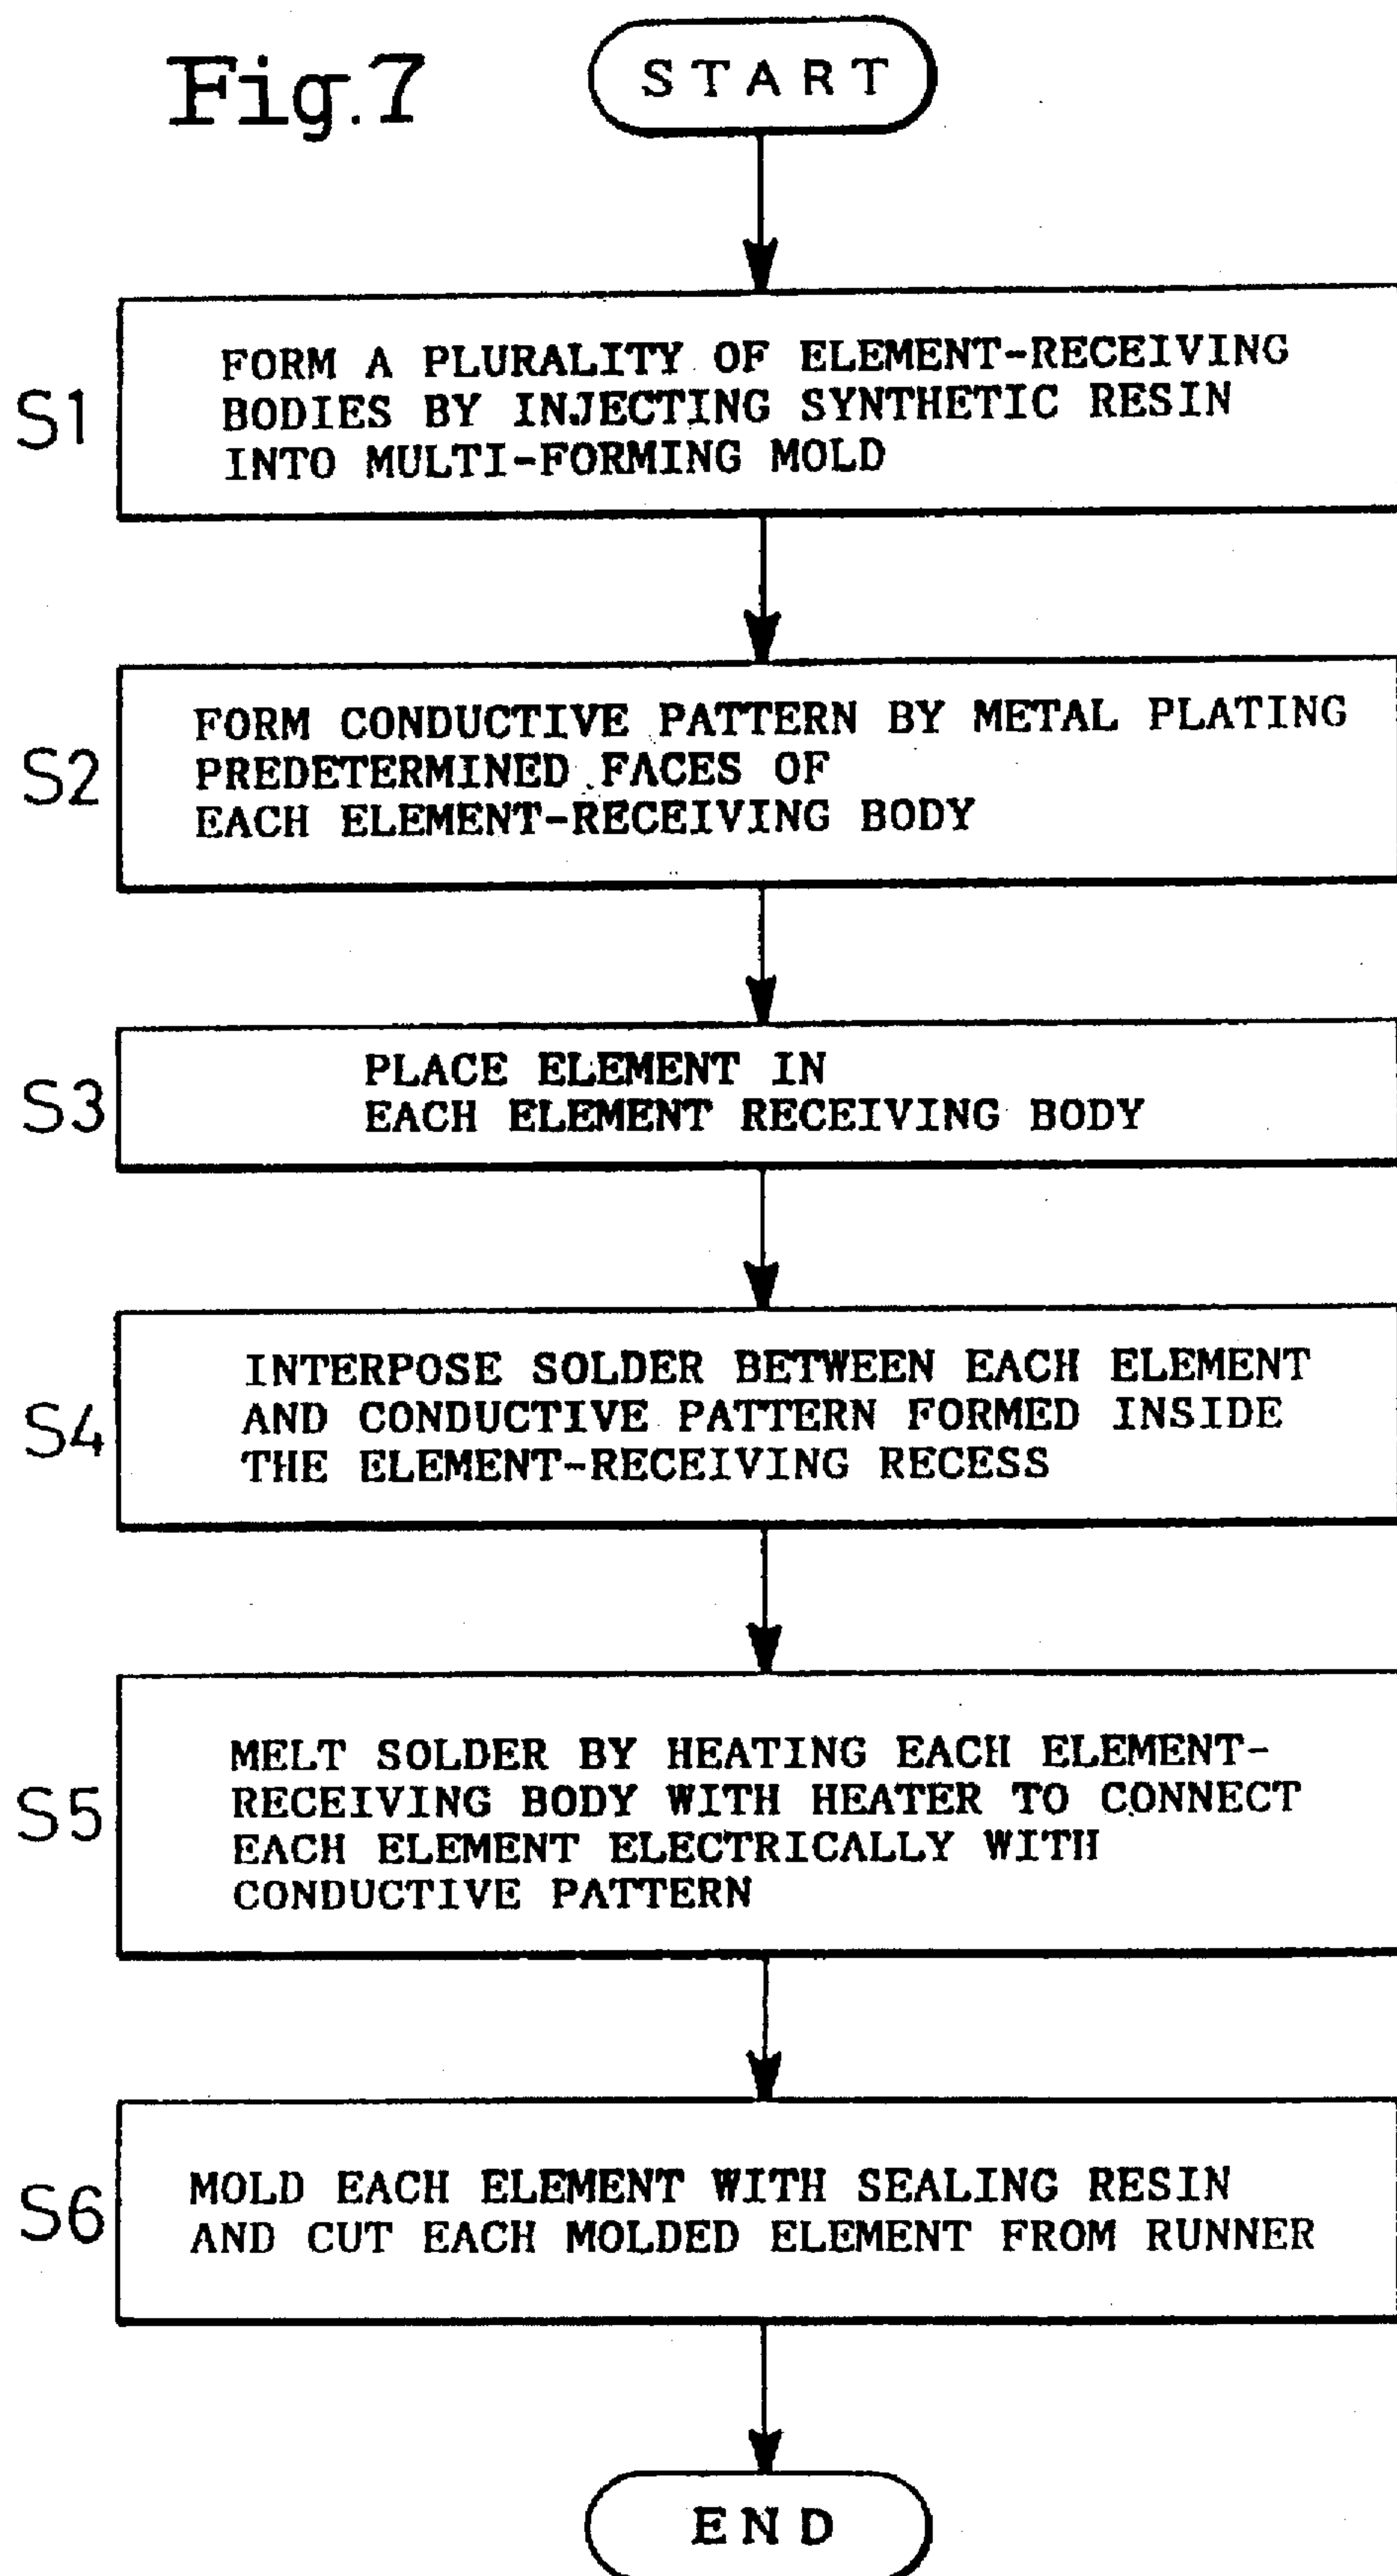 Fig.7
START
S1
FORM A PLURALITY OF ELEMENT-RECEIVING
BODIES BY INJECTING SYNTHETIC RESIN
INTO MULTI-FORMING MOLD
S2
FORM CONDUCTIVE PATTERN BY METAL PLATING
PREDETERMINED FACES OF
EACH ELEMENT-RECEIVING BODY
S3
PLACE ELEMENT IN
EACH ELEMENT RECEIVING BODY
S4
INTERPOSE SOLDER BETWEEN EACH ELEMENT
AND CONDUCTIVE PATTERN FORMED INSIDE
THE ELEMENT-RECEIVING RECESS
S5
MELT SOLDER BY HEATING EACH ELEMENT-
RECEIVING BODY WITH HEATER TO CONNECT
EACH ELEMENT ELECTRICALLY WITH
CONDUCTIVE PATTERN
S6
MOLD EACH ELEMENT WITH SEALING RESIN
AND CUT EACH MOLDED ELEMENT FROM RUNNER
END